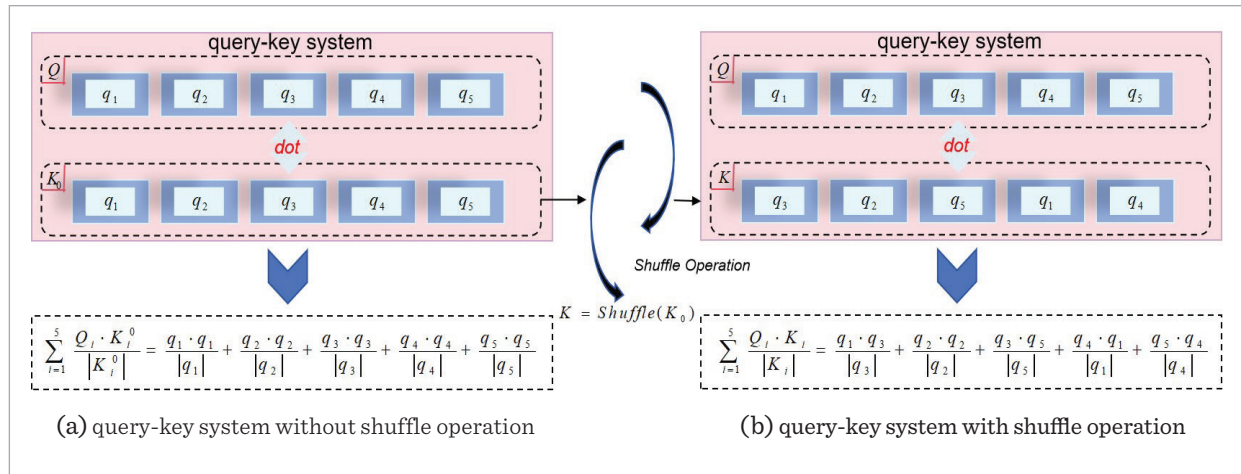 query-key system
Q
q1 q2 q3 q4 q5
dot
K0
q1 q2 q3 q4 q5
Shuffle Operation
K = Shuffle(K0)
query-key system
Q
q1 q2 q3 q4 q5
dot
K
q3 q2 q5 q1 q4
∑_{i=1}^{5} Q_i · K_i^0 / |K_i^0| = q1 · q1 / |q1| + q2 · q2 / |q2| + q3 · q3 / |q3| + q4 · q4 / |q4| + q5 · q5 / |q5|
∑_{i=1}^{5} Q_i · K_i / |K_i| = q1 · q3 / |q3| + q2 · q2 / |q2| + q3 · q5 / |q5| + q4 · q1 / |q1| + q5 · q4 / |q4|
(a) query-key system without shuffle operation
(b) query-key system with shuffle operation